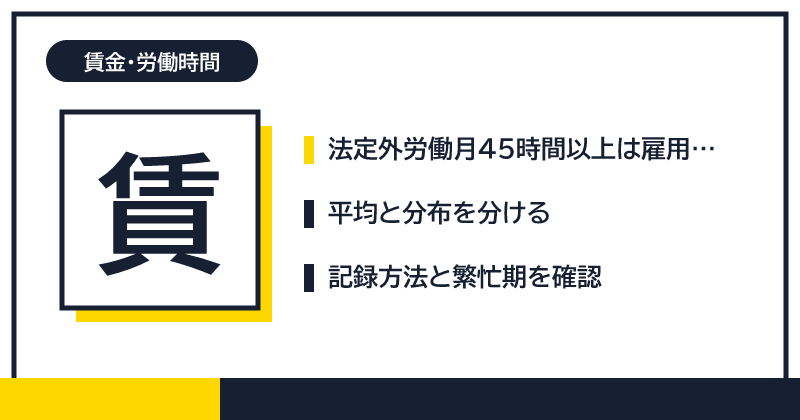 賃金・労働時間
賃
法定外労働月45時間以上は雇用…
平均と分布を分ける
記録方法と繁忙期を確認